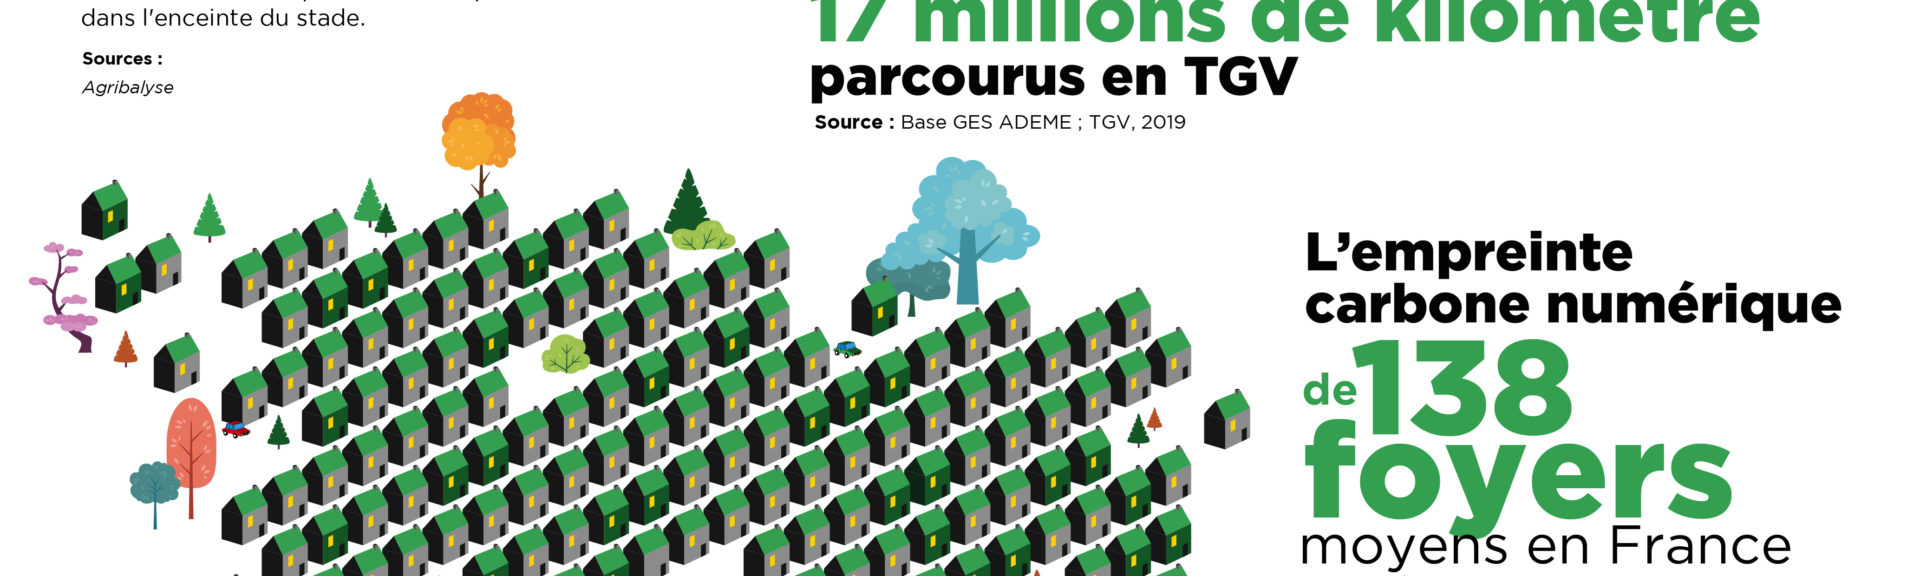 dans l'enceinte du stade.
Sources :
Agribalyse
17 millions de kilomètre
parcourus en TGV
Source : Base GES ADEME ; TGV, 2019
L'empreinte
carbone numérique
de 138
foyers
moyens en France